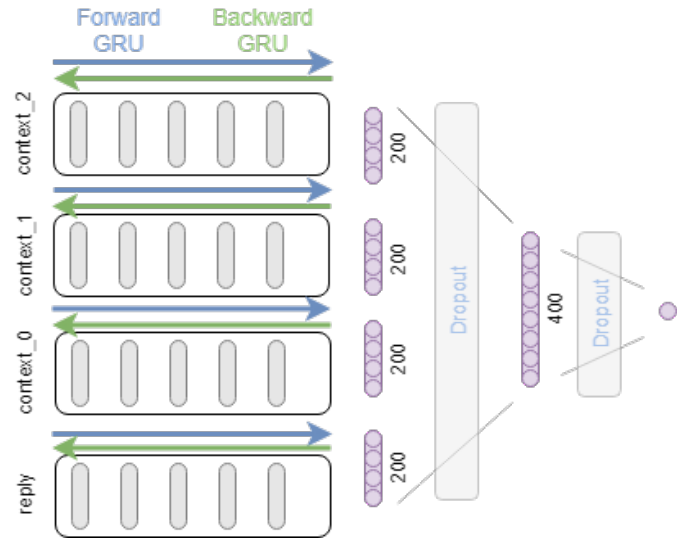 Forward
GRU
Backward
GRU
context_2
200
context_1
200
Dropout
400
Dropout
context_0
200
reply
200